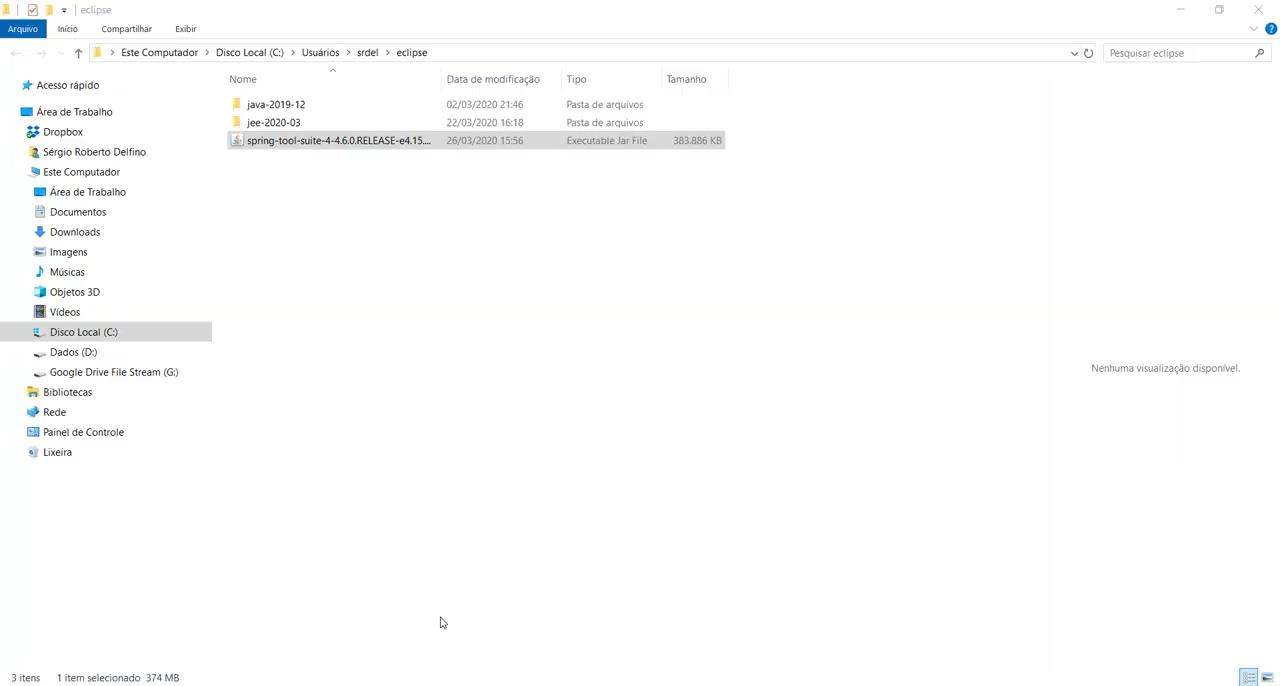 eclipse
Arquivo Início Compartilhar Exibir
Este Computador Disco Local (C:) Usuários srdel eclipse
Pesquisar eclipse
Nome Data de modificação Tipo Tamanho
java-2019-12 02/03/2020 21:46 Pasta de arquivos
jee-2020-03 22/03/2020 16:18 Pasta de arquivos
spring-tool-suite-4-4.6.0.RELEASE-e4.15.... 26/03/2020 15:56 Executable Jar File 383.886 KB
Acesso rápido
Área de Trabalho
Dropbox
Sérgio Roberto Delfino
Este Computador
Área de Trabalho
Documentos
Downloads
Imagens
Músicas
Objetos 3D
Vídeos
Disco Local (C:)
Dados (D:)
Google Drive File Stream (G:)
Bibliotecas
Rede
Painel de Controle
Lixeira
Nenhuma visualização disponível.
3 itens 1 item selecionado 374 MB